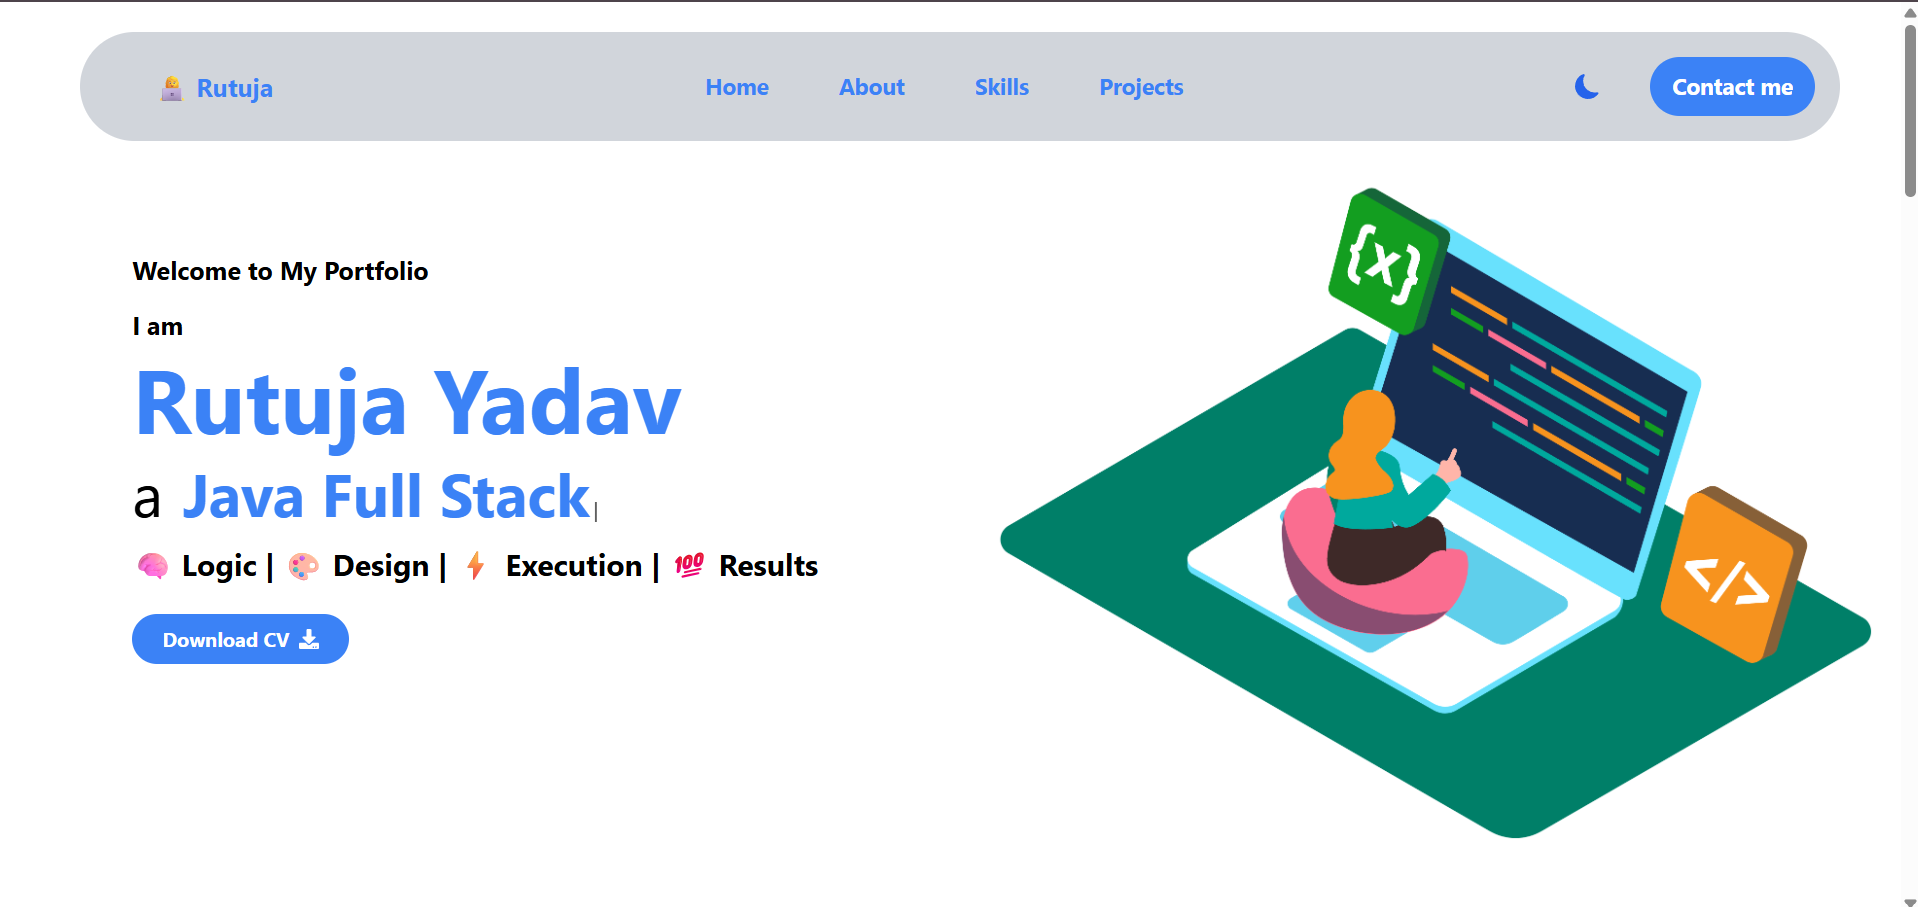 Rutuja
Home
About
Skills
Projects
Contact me
{x}
Welcome to My Portfolio
I am
Rutuja Yadav
a Java Full Stack|
🧠 Logic | 🎨 Design | ⚡ Execution | 💯 Results
</>
Download CV